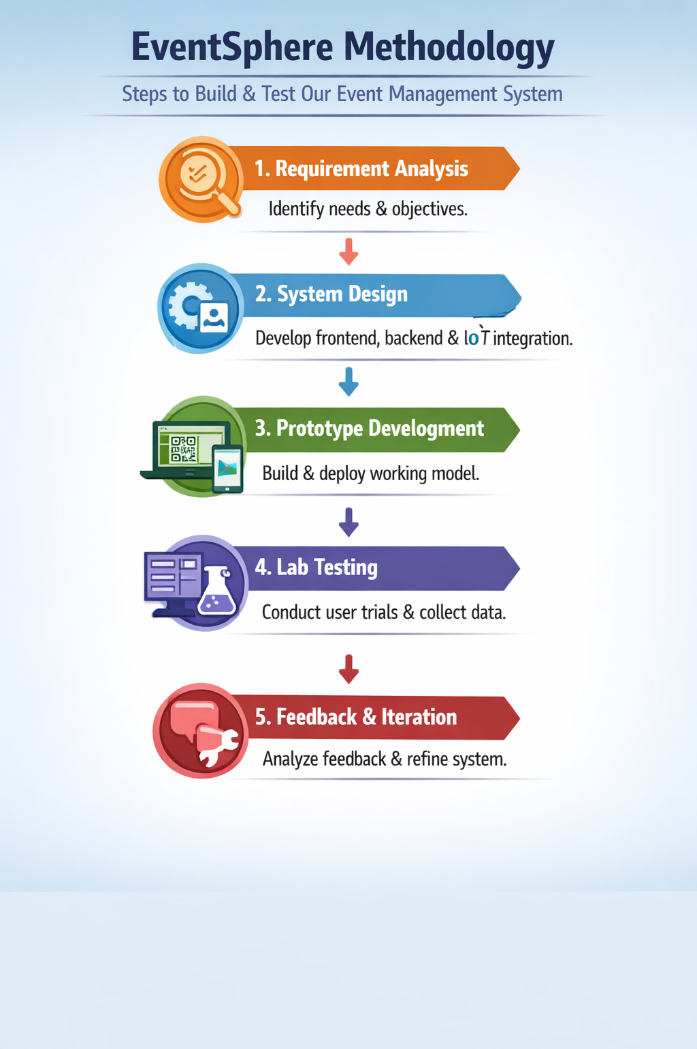 EventSphere Methodology
Steps to Build & Test Our Event Management System
1. Requirement Analysis
Identify needs & objectives.
2. System Design
Develop frontend, backend & IoT integration.
3. Prototype Development
Build & deploy working model.
4. Lab Testing
Conduct user trials & collect data.
5. Feedback & Iteration
Analyze feedback & refine system.